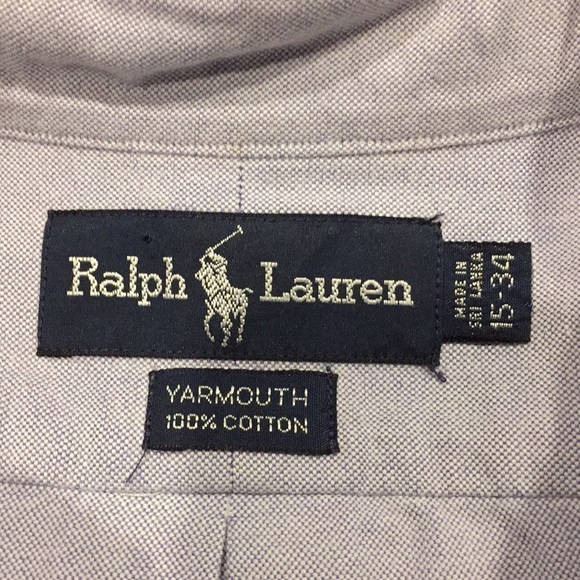 Ralph Lauren
MADE IN
SRI LANKA
15-34
YARMOUTH
100% COTTON